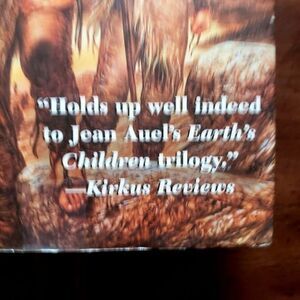 “Holds up well indeed
to Jean Auel’s Earth’s
Children trilogy.”
—Kirkus Reviews